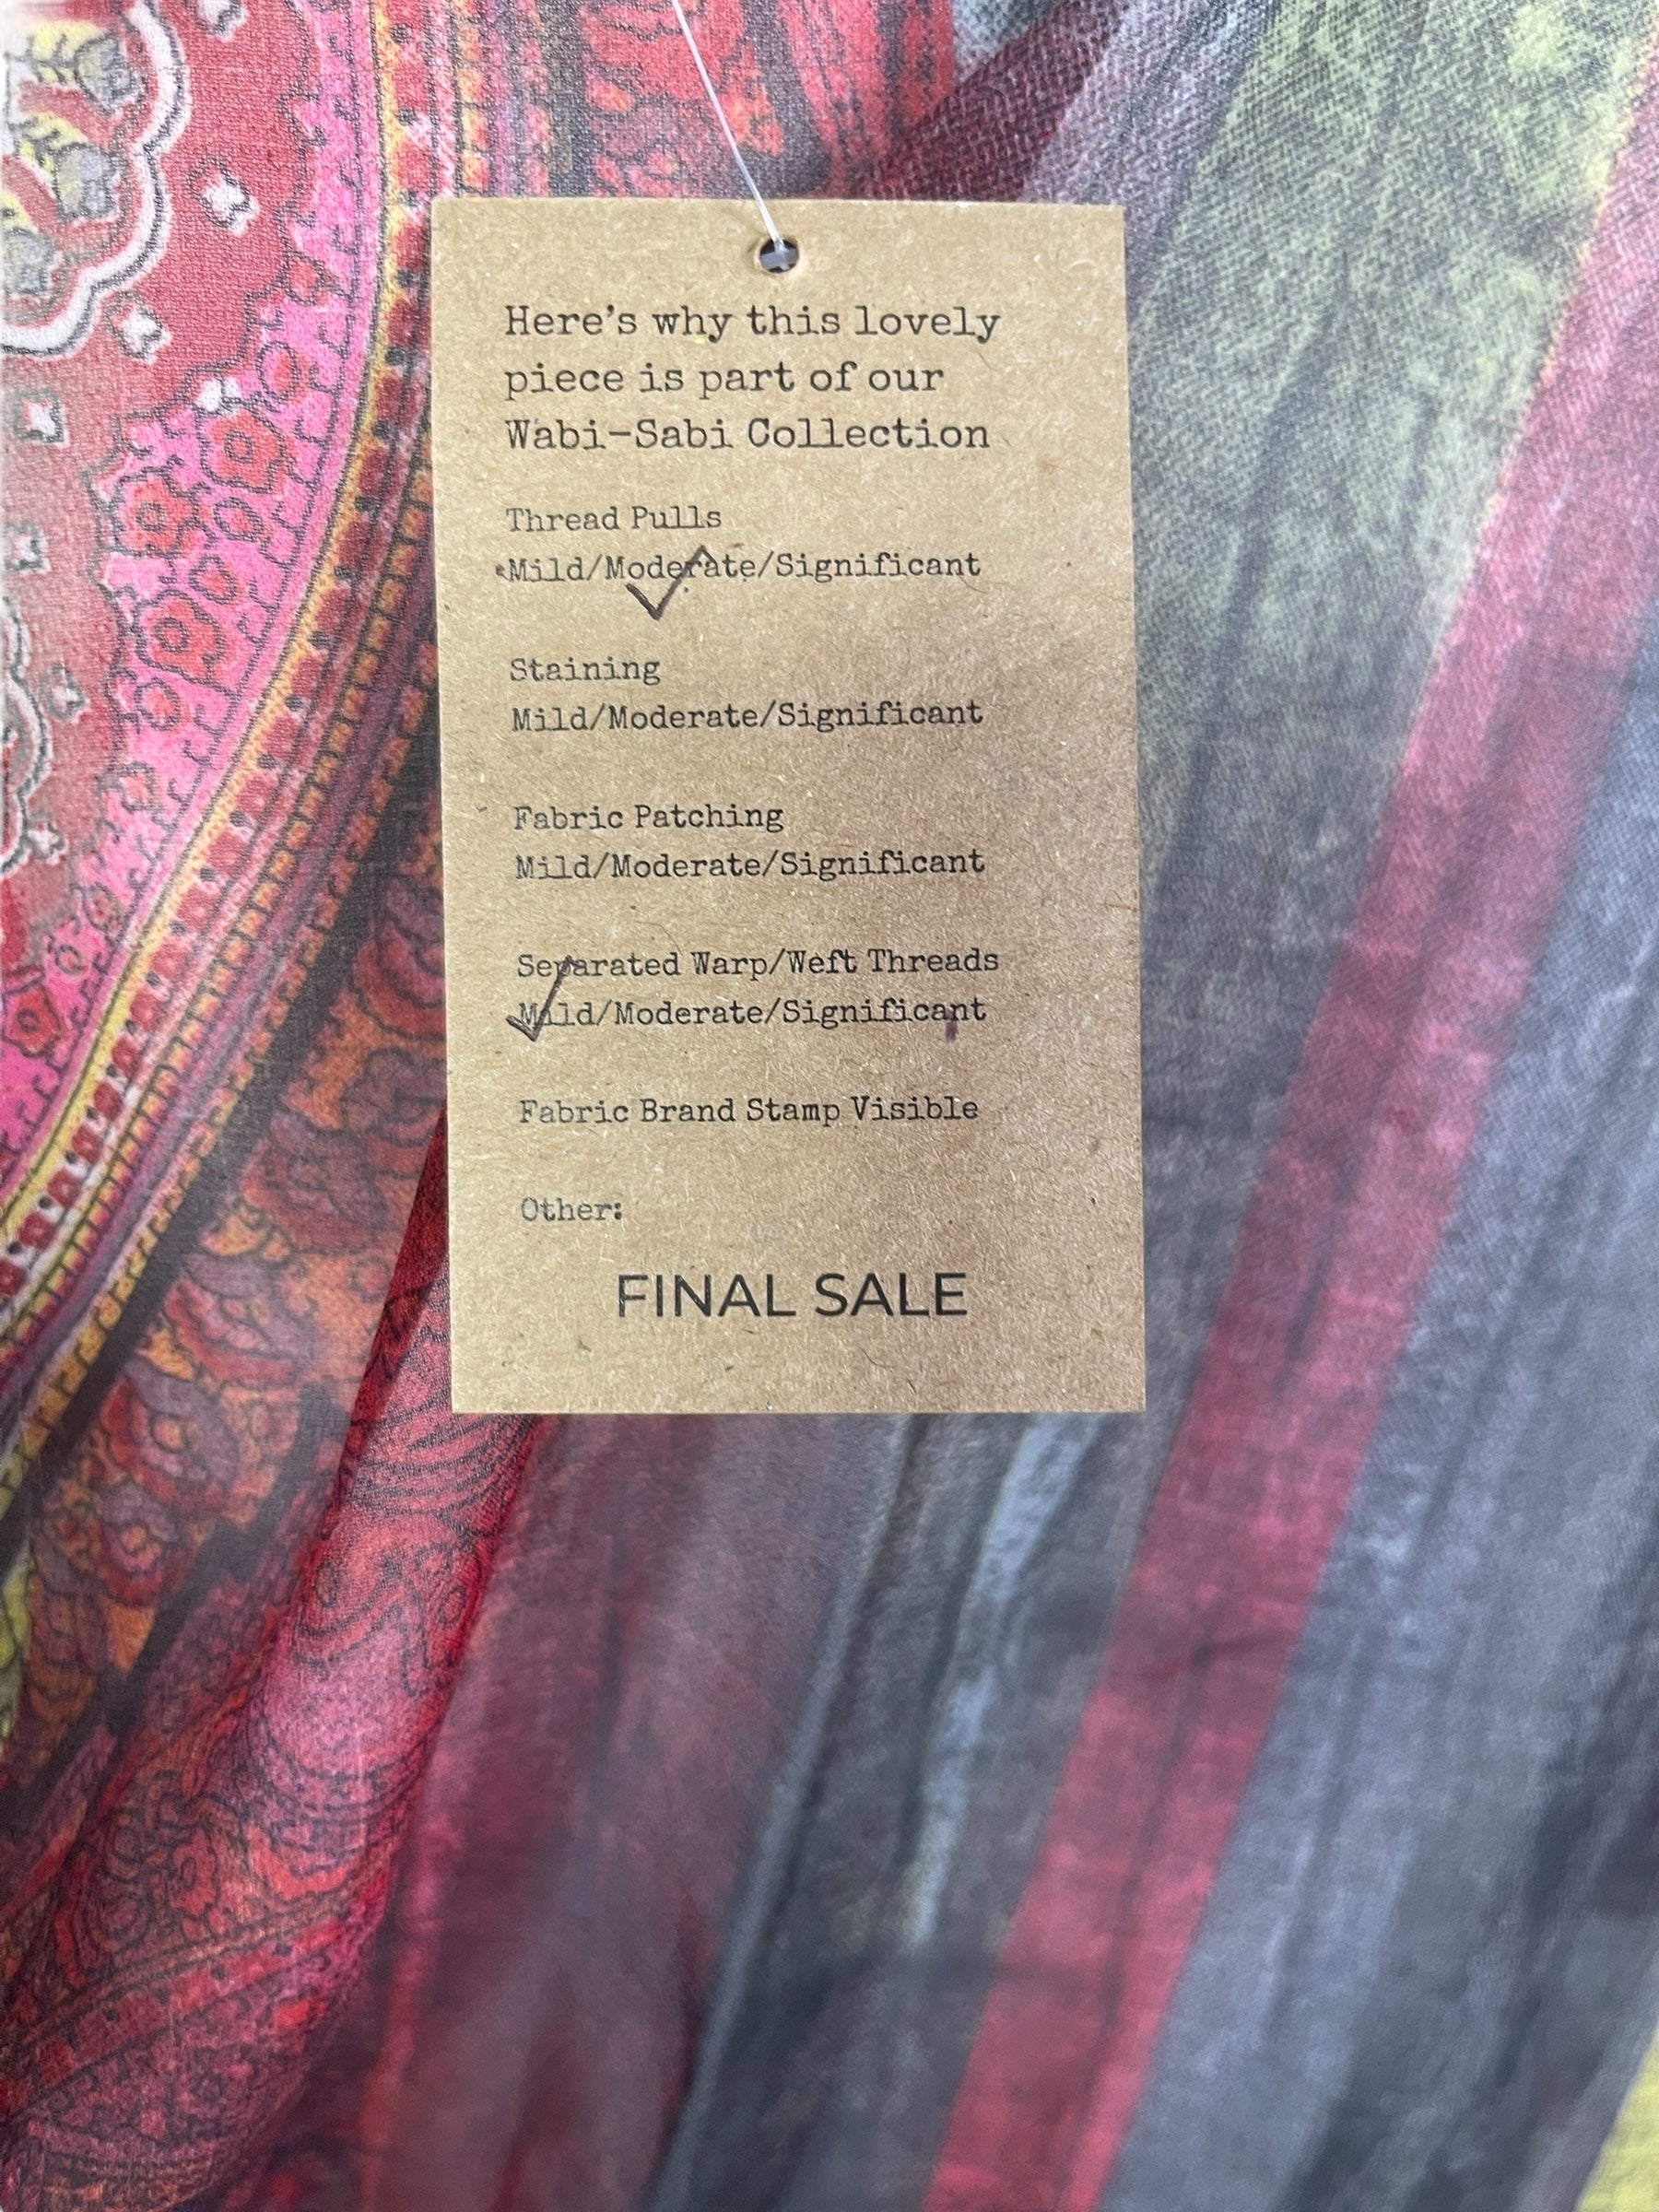 Here's why this lovely
piece is part of our
Wabi-Sabi Collection
Thread Pulls
Mild/Moderate/Significant
Staining
Mild/Moderate/Significant
Fabric Patching
Mild/Moderate/Significant
Separated Warp/Weft Threads
Mild/Moderate/Significant
Fabric Brand Stamp Visible
Other:
FINAL SALE